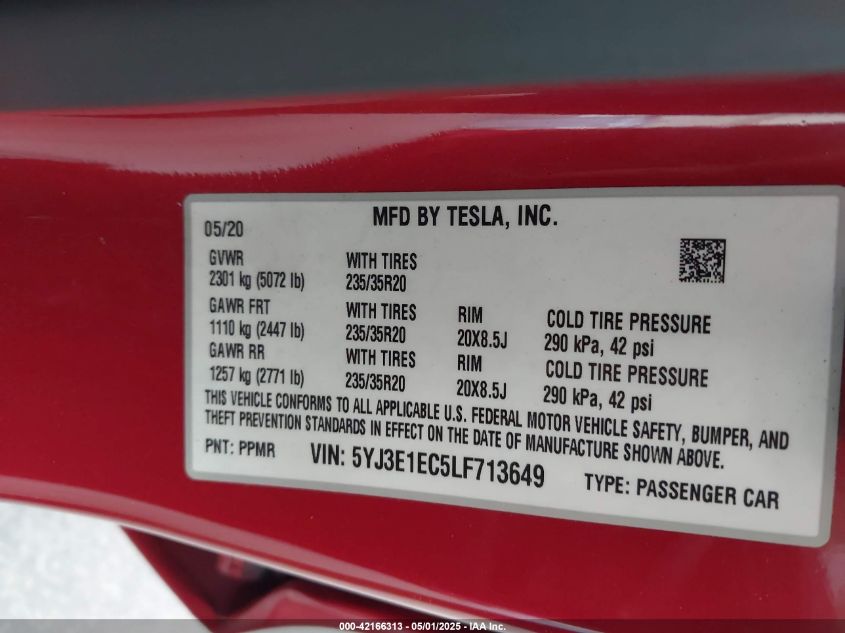 MFD BY TESLA, INC.
05/20
GVWR WITH TIRES
2301 kg (5072 lb) 235/35R20
GAWR FRT WITH TIRES RIM COLD TIRE PRESSURE
1110 kg (2447 lb) 235/35R20 20X8.5J 290 kPa, 42 psi
GAWR RR WITH TIRES RIM COLD TIRE PRESSURE
1257 kg (2771 lb) 235/35R20 20X8.5J 290 kPa, 42 psi
THIS VEHICLE CONFORMS TO ALL APPLICABLE U.S. FEDERAL MOTOR VEHICLE SAFETY, BUMPER, AND
THEFT PREVENTION STANDARDS IN EFFECT ON THE DATE OF MANUFACTURE SHOWN ABOVE.
PNT: PPMR VIN: 5YJ3E1EC5LF713649 TYPE: PASSENGER CAR
000-42166313 - 05/01/2025 - IAA Inc.